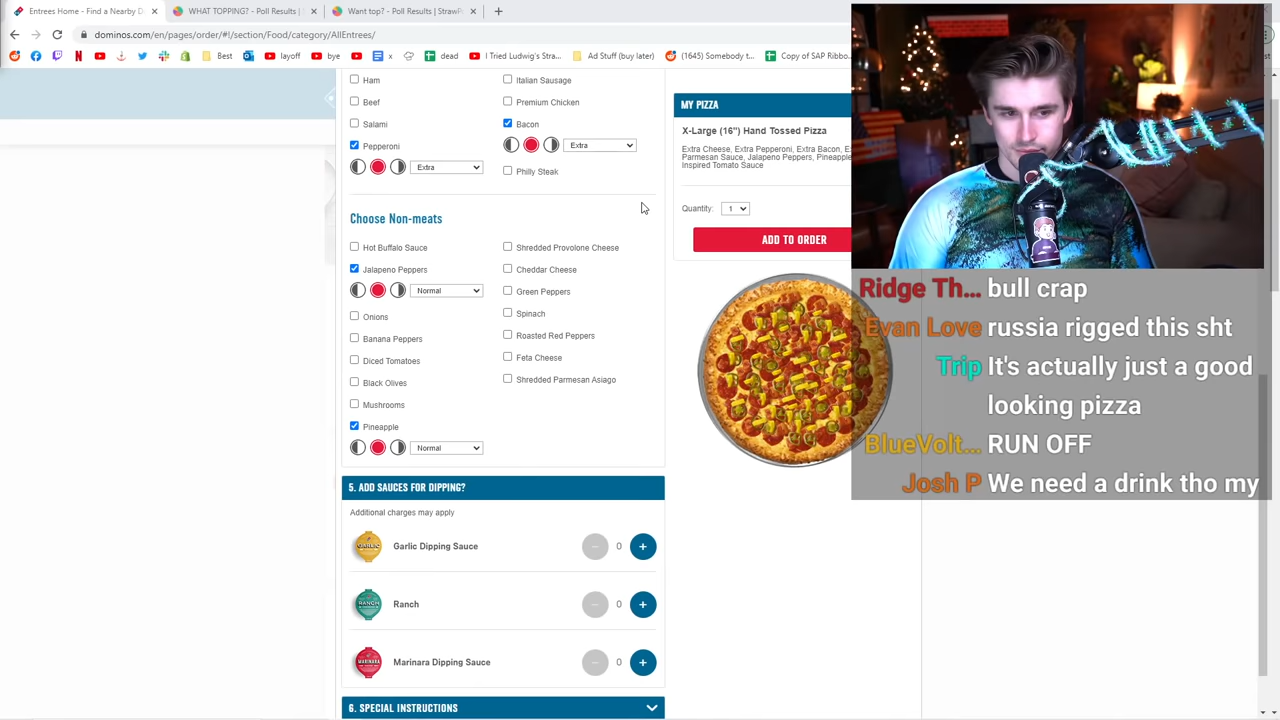 Entrees Home - Find a Nearby D
WHAT TOPPING? - Poll Results | S
Want top? - Poll Results | StrawP
dominos.com/en/pages/order/#!/section/Food/category/AllEntrees/
Best
layoff
x
dead
I Tried Ludwig's Stra...
Ad Stuff (buy later)
(1645) Somebody t...
Copy of SAP Ribbo...
Ham
Italian Sausage
Beef
Premium Chicken
Salami
Bacon
Extra
Pepperoni
Extra
Philly Steak
Choose Non-meats
Hot Buffalo Sauce
Shredded Provolone Cheese
Jalapeno Peppers
Cheddar Cheese
Normal
Green Peppers
Onions
Spinach
Banana Peppers
Roasted Red Peppers
Diced Tomatoes
Feta Cheese
Black Olives
Shredded Parmesan Asiago
Mushrooms
Pineapple
Normal
5. ADD SAUCES FOR DIPPING?
Additional charges may apply
Garlic Dipping Sauce
0
Ranch
0
Marinara Dipping Sauce
0
6. SPECIAL INSTRUCTIONS
MY PIZZA
X-Large (16") Hand Tossed Pizza
Extra Cheese, Extra Pepperoni, Extra Bacon, E
Parmesan Sauce, Jalapeno Peppers, Pineapple
Inspired Tomato Sauce
Quantity: 1
ADD TO ORDER
Ridge Th... bull crap
Evan Love russia rigged this sht
Trip It's actually just a good
looking pizza
BlueVolt... RUN OFF
Josh P We need a drink tho my